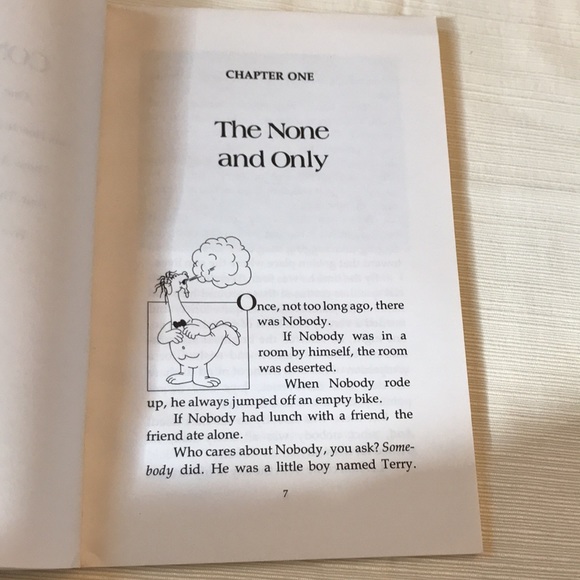 CHAPTER ONE
The None
and Only
Once, not too long ago, there
was Nobody.
If Nobody was in a
room by himself, the room
was deserted.
When Nobody rode
up, he always jumped off an empty bike.
If Nobody had lunch with a friend, the
friend ate alone.
Who cares about Nobody, you ask? Some-
body did. He was a little boy named Terry.
7